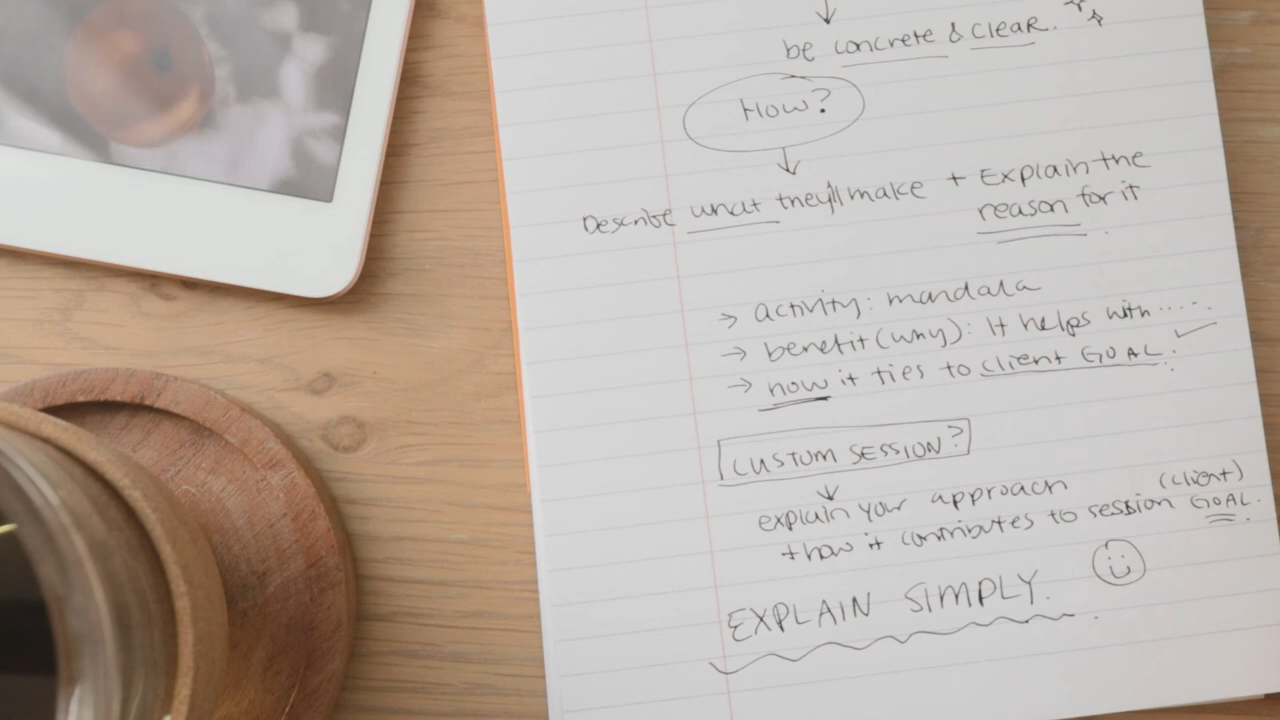 be concrete & clear.
How?
Describe what they'll make + Explain the
reason for it
→ activity: mandala
→ benefit (why): It helps with .....
→ how it ties to client GOAL.
CUSTOM SESSION?
explain your approach (client)
+ how it contributes to session GOAL.
EXPLAIN SIMPLY.